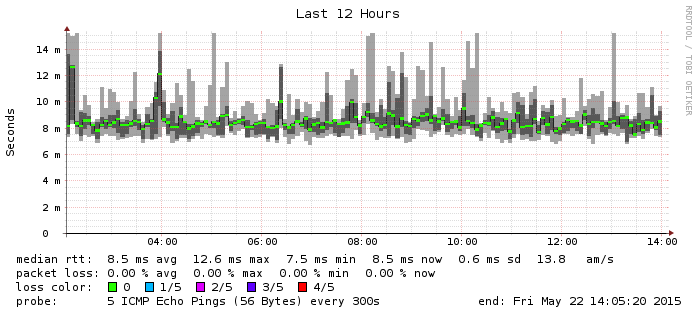 Last 12 Hours
RRDTOOL / TOBI OETIKER
Seconds
14 m
12 m
10 m
8 m
6 m
4 m
2 m
0
04:00 06:00 08:00 10:00 12:00 14:00
median rtt: 8.5 ms avg 12.6 ms max 7.5 ms min 8.5 ms now 0.6 ms sd 13.8 am/s
packet loss: 0.00 % avg 0.00 % max 0.00 % min 0.00 % now
loss color: 0 1/5 2/5 3/5 4/5
probe: 5 ICMP Echo Pings (56 Bytes) every 300s end: Fri May 22 14:05:20 2015